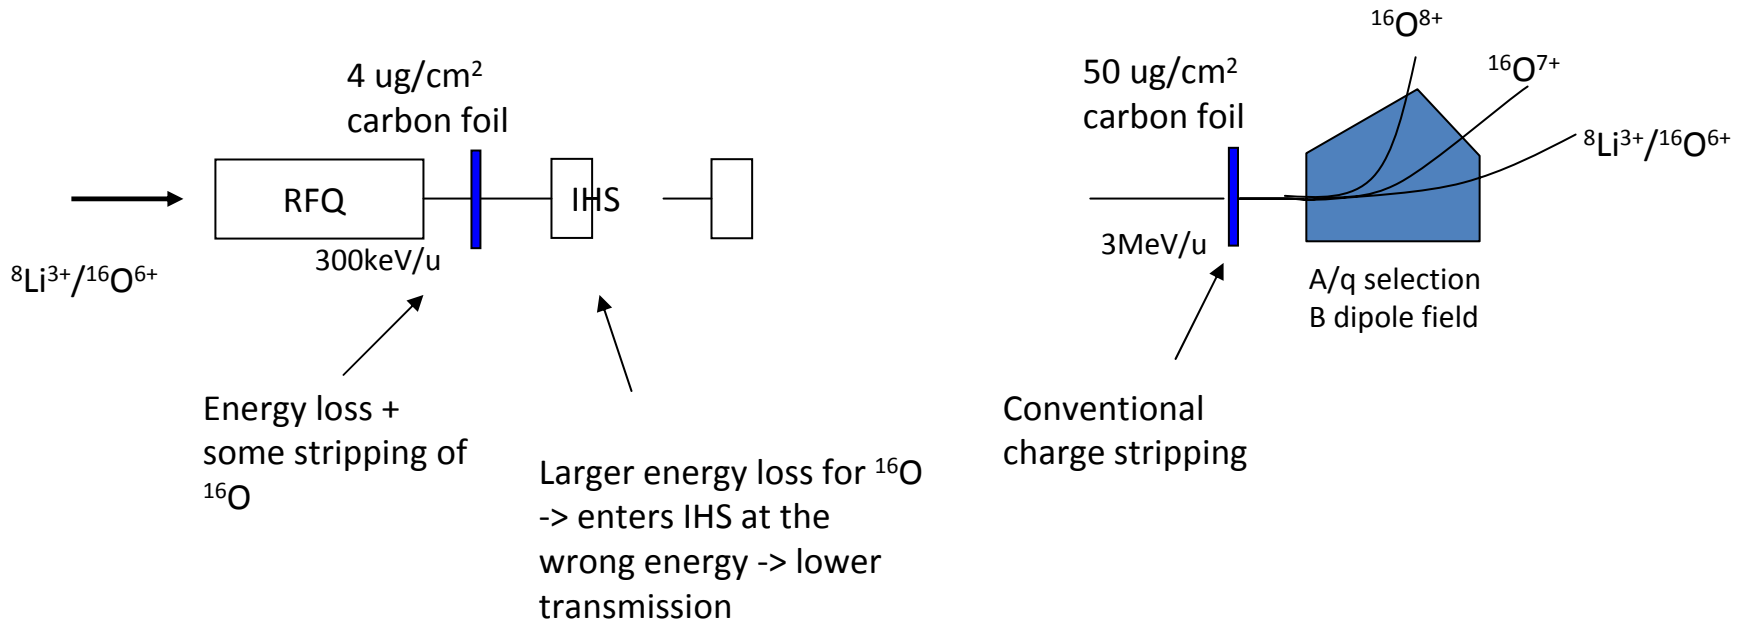 4 ug/cm²
carbon foil
RFQ
IHS
300keV/u
⁸Li³⁺/¹⁶O⁶⁺
Energy loss +
some stripping of
¹⁶O
Larger energy loss for ¹⁶O
-> enters IHS at the
wrong energy -> lower
transmission
50 ug/cm²
carbon foil
¹⁶O⁸⁺
¹⁶O⁷⁺
⁸Li³⁺/¹⁶O⁶⁺
3MeV/u
A/q selection
B dipole field
Conventional
charge stripping